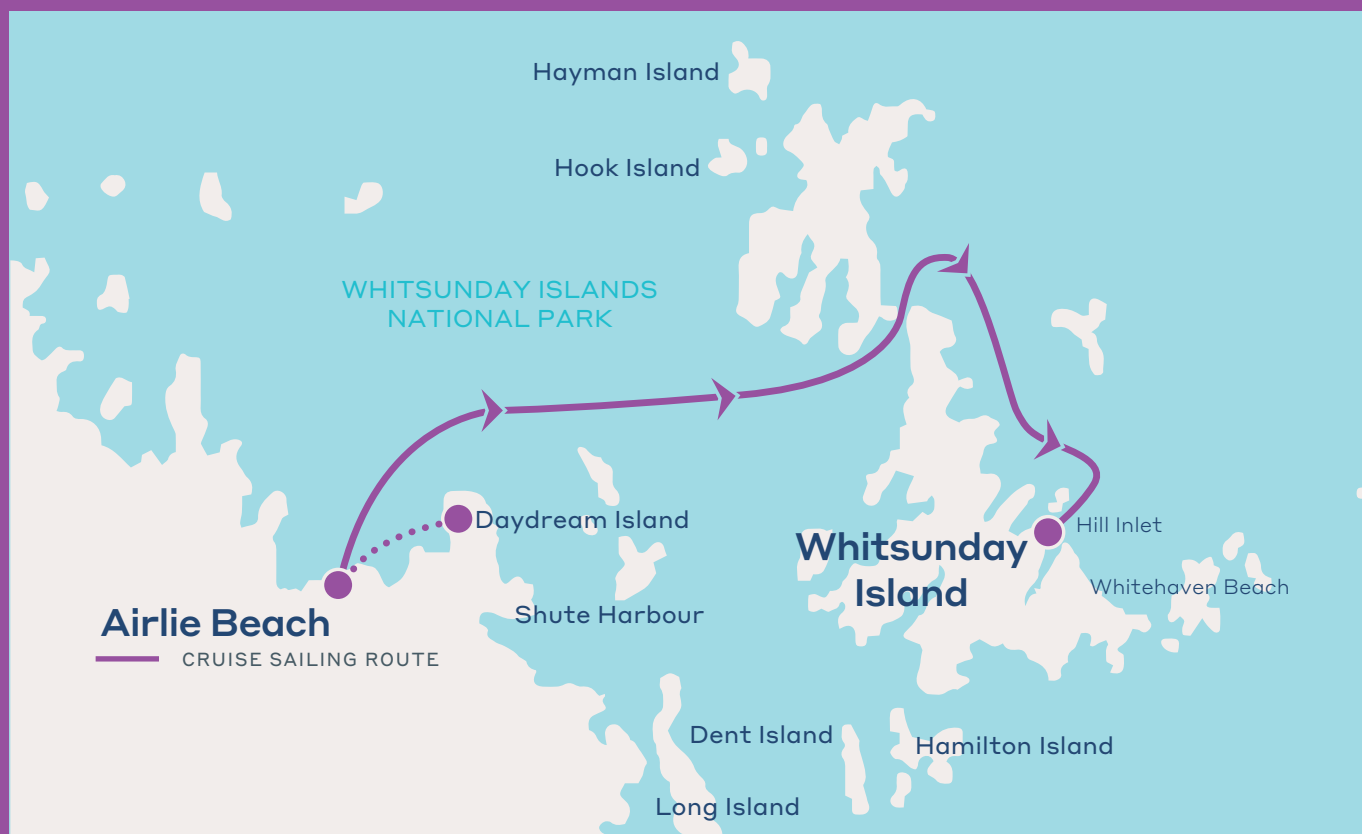 Hayman Island
Hook Island
WHITSUNDAY ISLANDS
NATIONAL PARK
Daydream Island
Hill Inlet
Whitsunday
Island
Whitehaven Beach
Shute Harbour
Airlie Beach
CRUISE SAILING ROUTE
Dent Island
Hamilton Island
Long Island